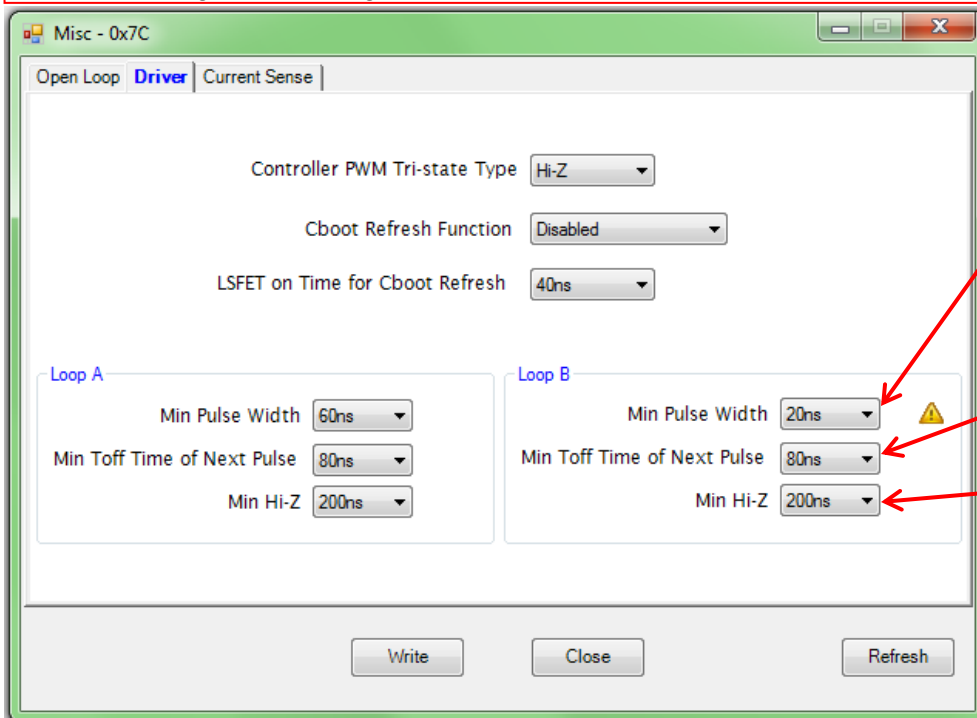 Misc - 0x7C
Open Loop Driver Current Sense
Controller PWM Tri-state Type Hi-Z
Cboot Refresh Function Disabled
LSFET on Time for Cboot Refresh 40ns
Loop A
Min Pulse Width 60ns
Min Toff Time of Next Pulse 80ns
Min Hi-Z 200ns
Loop B
Min Pulse Width 20ns
Min Toff Time of Next Pulse 80ns
Min Hi-Z 200ns
Write Close Refresh